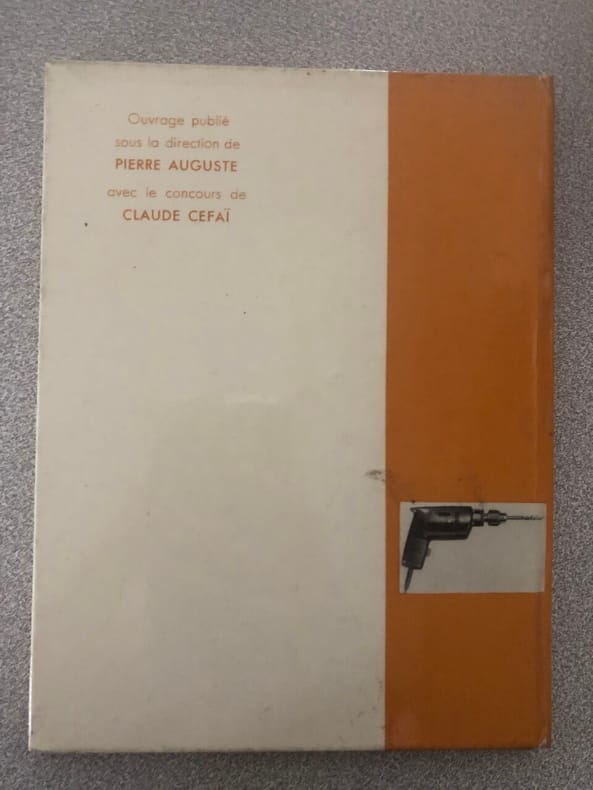 Ouvrage publié
sous la direction de
PIERRE AUGUSTE
avec le concours de
CLAUDE CEFAÏ